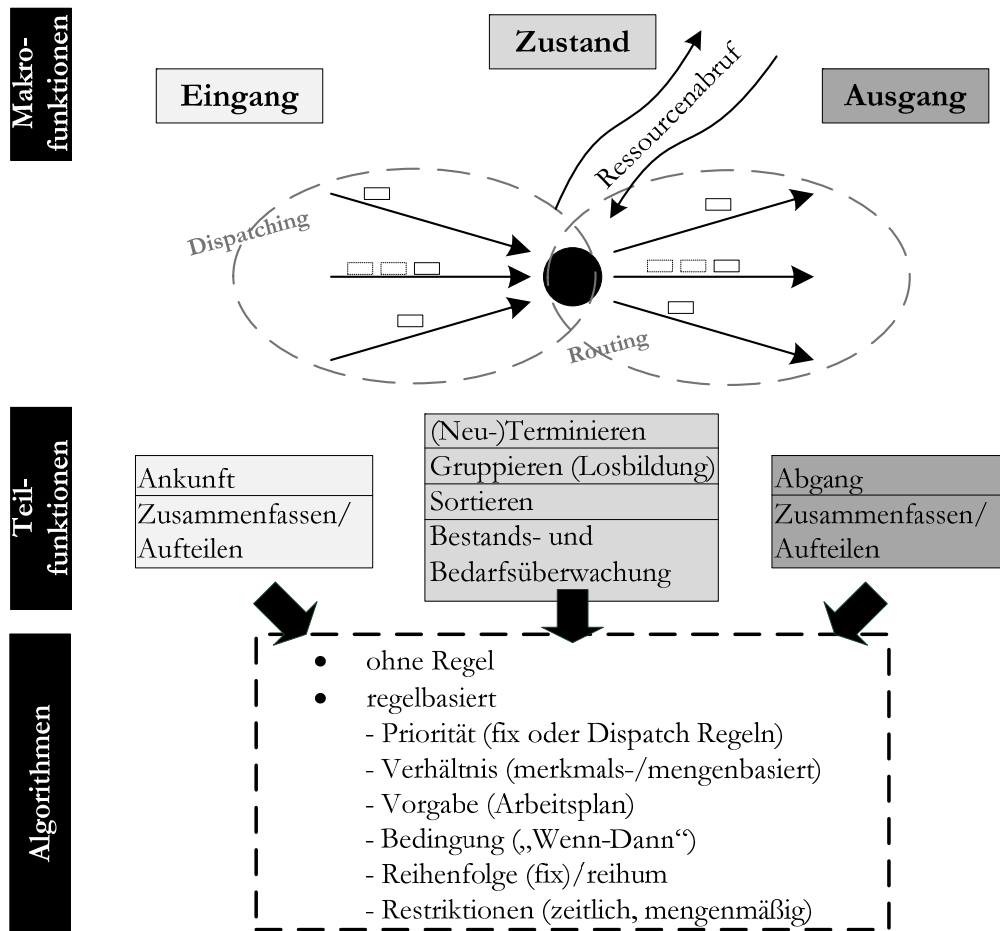 Makro-
funktionen
Zustand
Eingang
Ausgang
Ressourcenabruf
Dispatching
Routing
Teil-
funktionen
Ankunft
Zusammenfassen/
Aufteilen
(Neu-)Terminieren
Gruppieren (Losbildung)
Sortieren
Bestands- und
Bedarfsüberwachung
Abgang
Zusammenfassen/
Aufteilen
Algorithmen
• ohne Regel
• regelbasiert
- Priorität (fix oder Dispatch Regeln)
- Verhältnis (merkmals-/mengenbasiert)
- Vorgabe (Arbeitsplan)
- Bedingung („Wenn-Dann“)
- Reihenfolge (fix)/reihum
- Restriktionen (zeitlich, mengenmäßig)